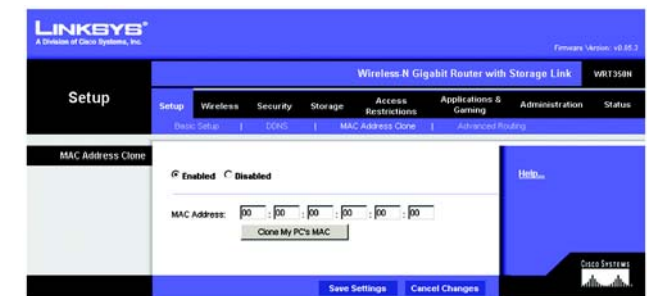 LINKSYS®
A Division of Cisco Systems, Inc.
Firmware Version: v0.05.3
Wireless-N Gigabit Router with Storage Link WRT350N
Setup
Setup Wireless Security Storage Access Restrictions Applications & Gaming Administration Status
Basic Setup | DDNS | MAC Address Clone | Advanced Routing
MAC Address Clone
Enabled Disabled
Help...
MAC Address: 00 : 00 : 00 : 00 : 00 : 00
Clone My PC's MAC
CISCO SYSTEMS
Save Settings Cancel Changes